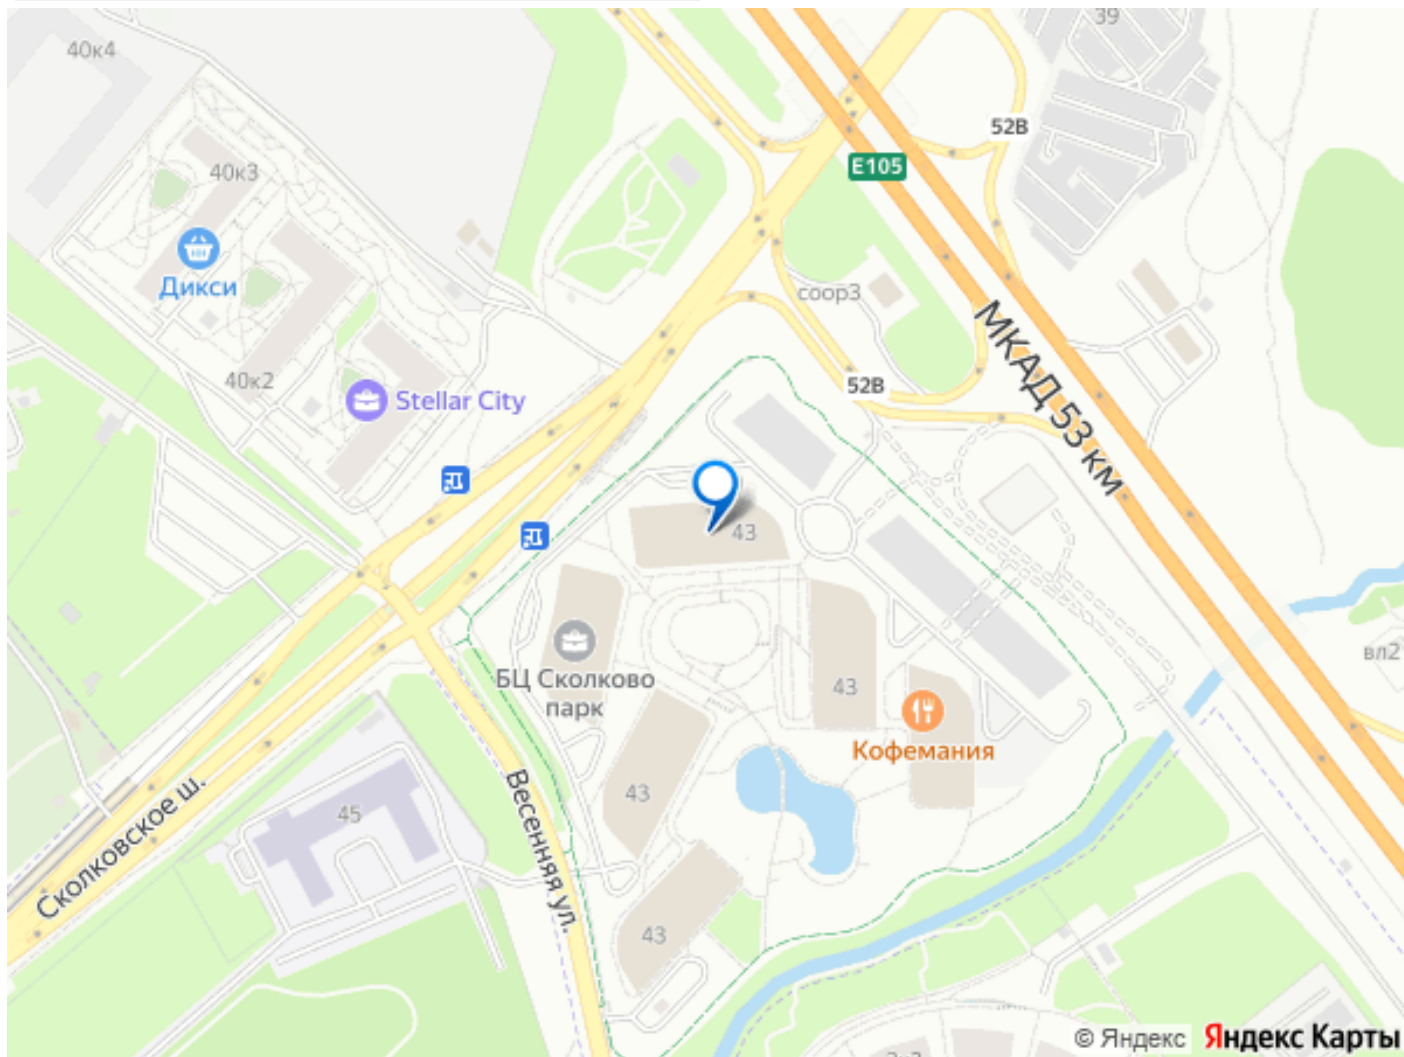 39
40к4
52В
E105
40к3
Дикси
соор3
МКАД 53 км
40к2
52В
Stellar City
43
вл2
БЦ Сколково
парк
43
Кофемания
Сколковское ш.
45
43
Весенняя ул.
43
© Яндекс
Яндекс Карты